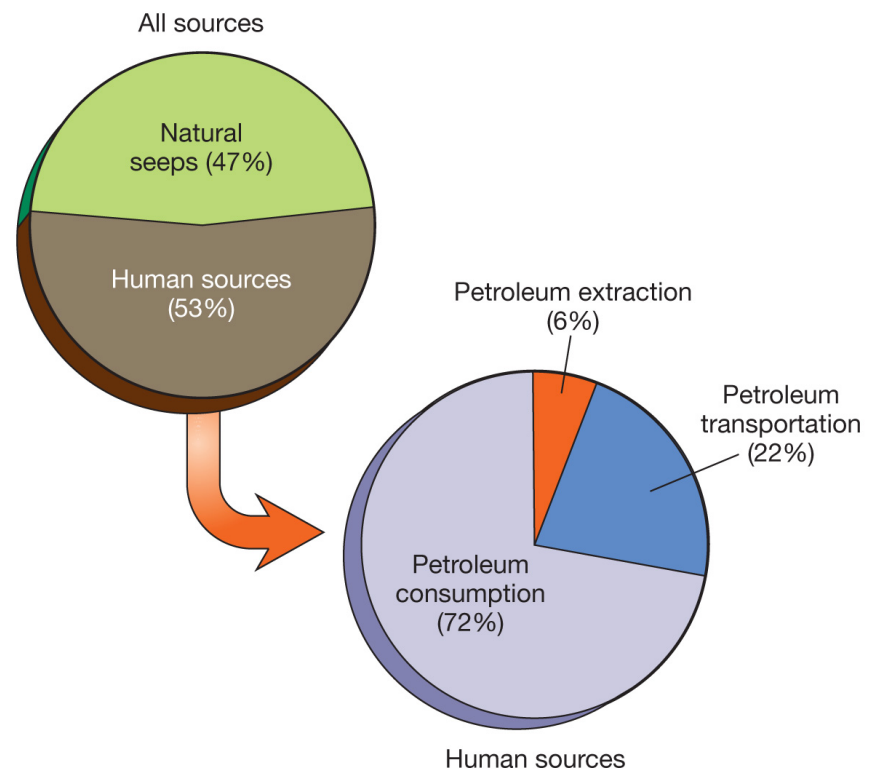 All sources
Natural
seeps (47%)
Human sources
(53%)
Petroleum extraction
(6%)
Petroleum
transportation
(22%)
Petroleum
consumption
(72%)
Human sources